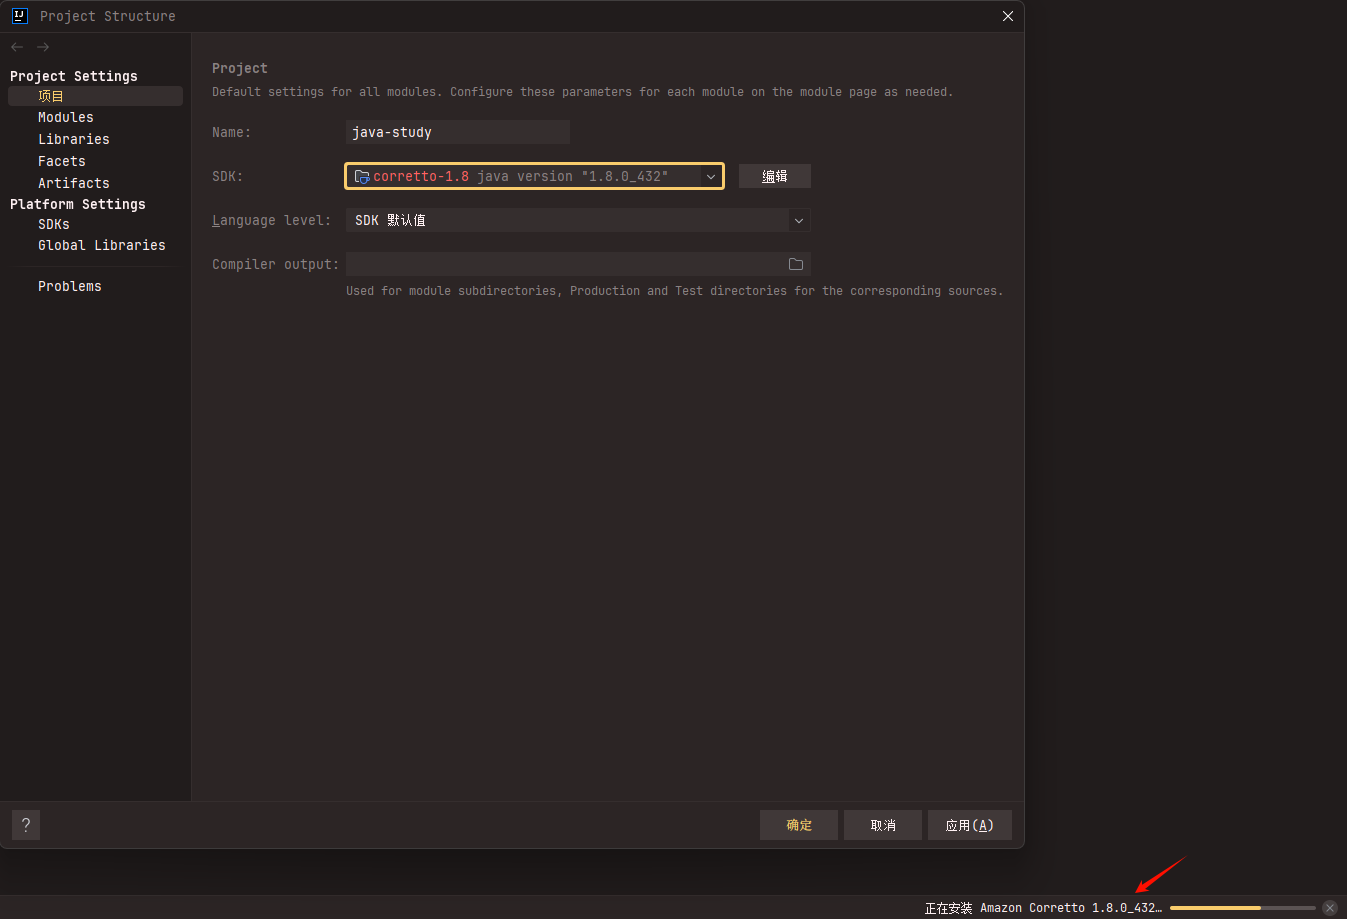 IJ Project Structure
Project Settings
项目
Modules
Libraries
Facets
Artifacts
Platform Settings
SDKs
Global Libraries
Problems
Project
Default settings for all modules. Configure these parameters for each module on the module page as needed.
Name: java-study
SDK: corretto-1.8 java version "1.8.0_432" 编辑
Language level: SDK 默认值
Compiler output:
Used for module subdirectories, Production and Test directories for the corresponding sources.
? 确定 取消 应用(A)
正在安装 Amazon Corretto 1.8.0_432…